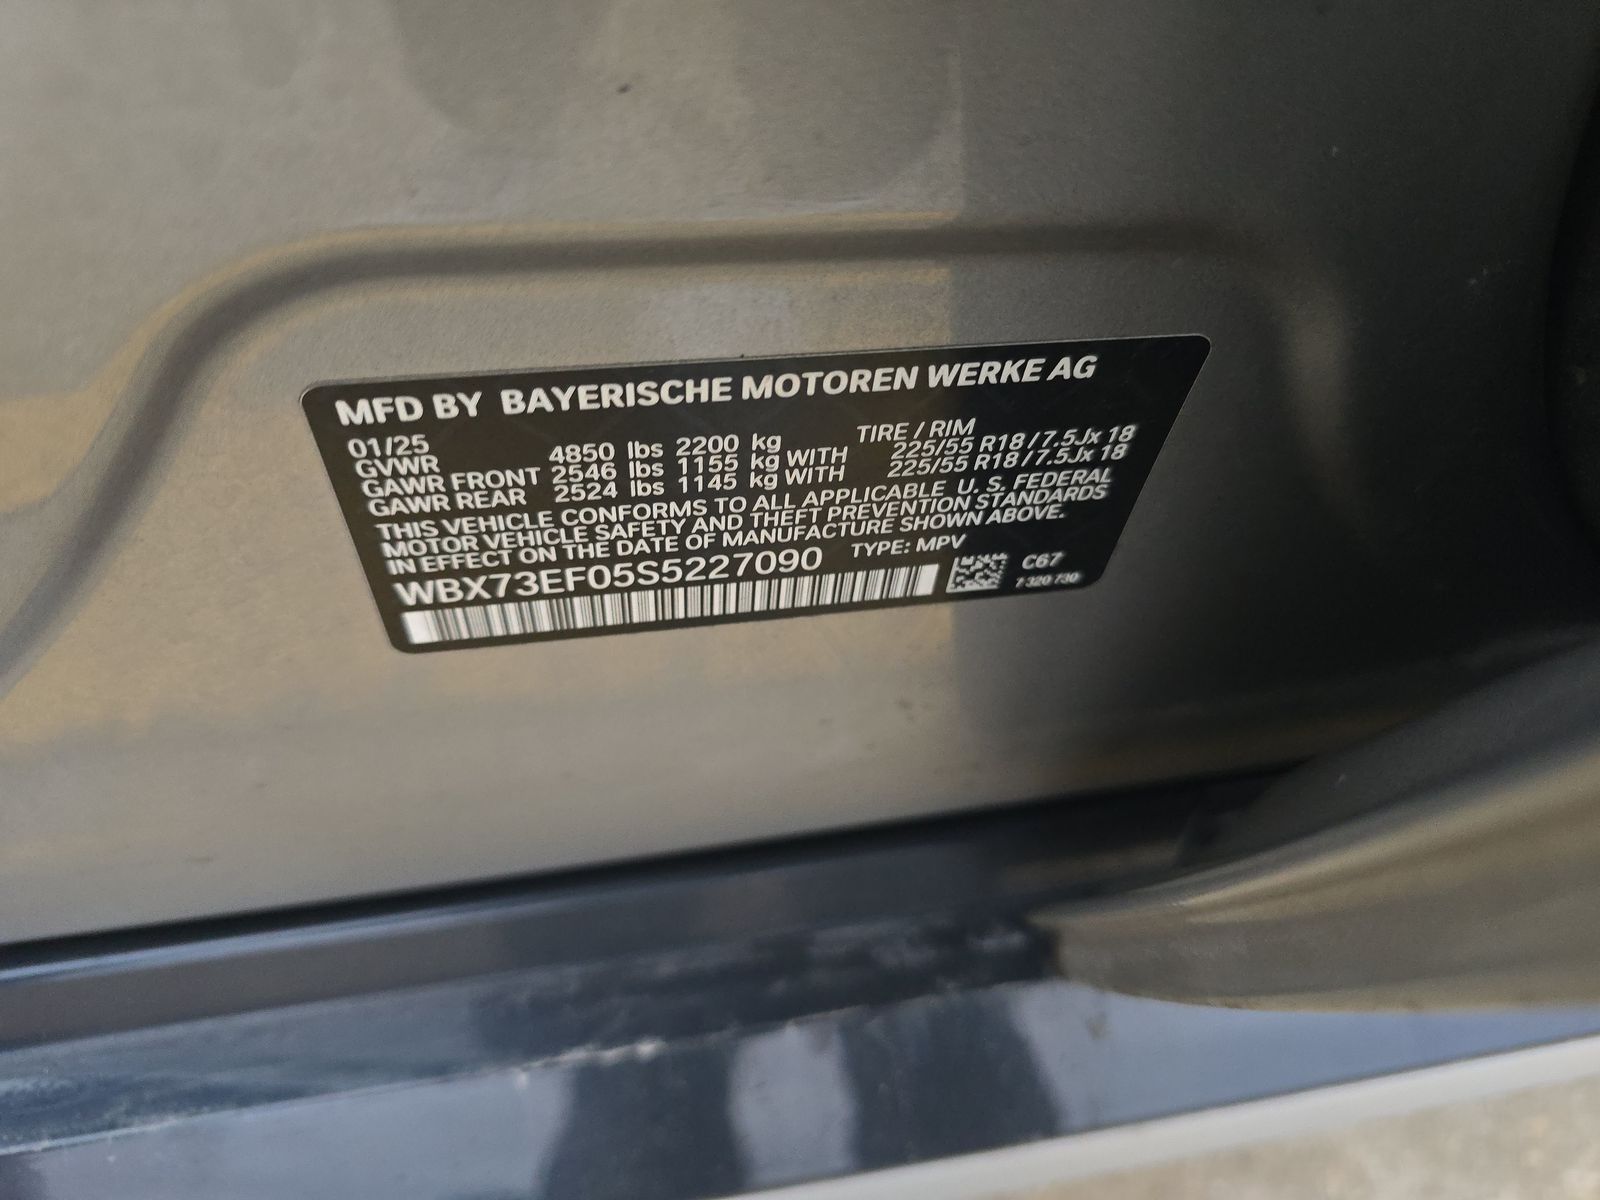 MFD BY BAYERISCHE MOTOREN WERKE AG
01/25 TIRE / RIM
GVWR 4850 lbs 2200 kg
GAWR FRONT 2546 lbs 1155 kg WITH 225/55 R18 / 7.5Jx 18
GAWR REAR 2524 lbs 1145 kg WITH 225/55 R18 / 7.5Jx 18
THIS VEHICLE CONFORMS TO ALL APPLICABLE U. S. FEDERAL
MOTOR VEHICLE SAFETY AND THEFT PREVENTION STANDARDS
IN EFFECT ON THE DATE OF MANUFACTURE SHOWN ABOVE.
WBX73EF05S5227090 TYPE: MPV
C67
7 320 730